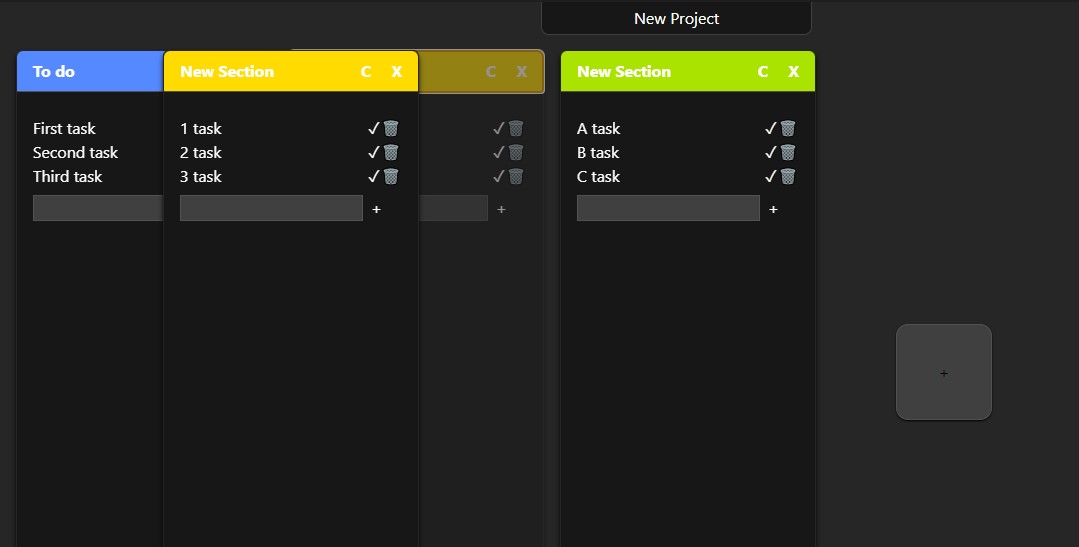 New Project
To do
New Section C X
C X
New Section C X
First task
Second task
Third task
1 task ✓
2 task ✓
3 task ✓
+
✓
✓
✓
+
A task ✓
B task ✓
C task ✓
+
+